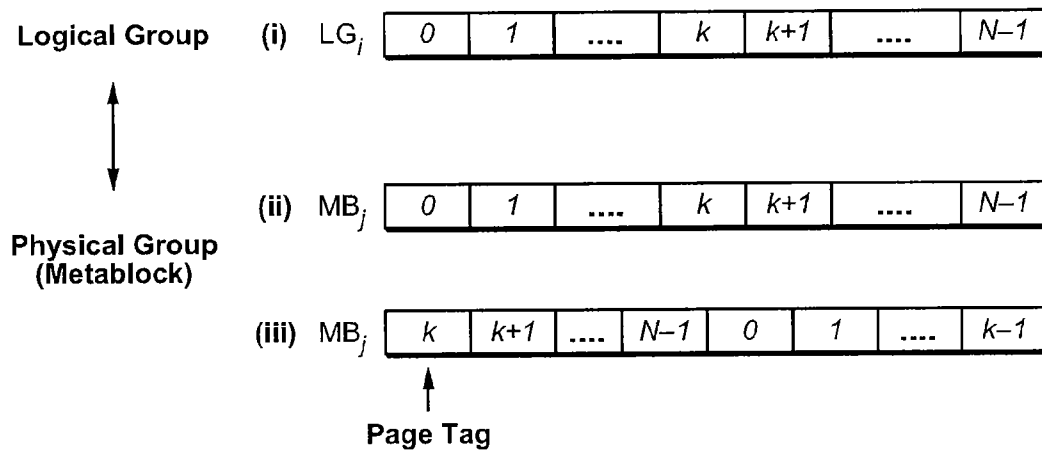 Logical Group (i) LGi 0 1 .... k k+1 .... N–1
(ii) MBj 0 1 .... k k+1 .... N–1
Physical Group
(Metablock)
(iii) MBj k k+1 .... N–1 0 1 .... k–1
Page Tag